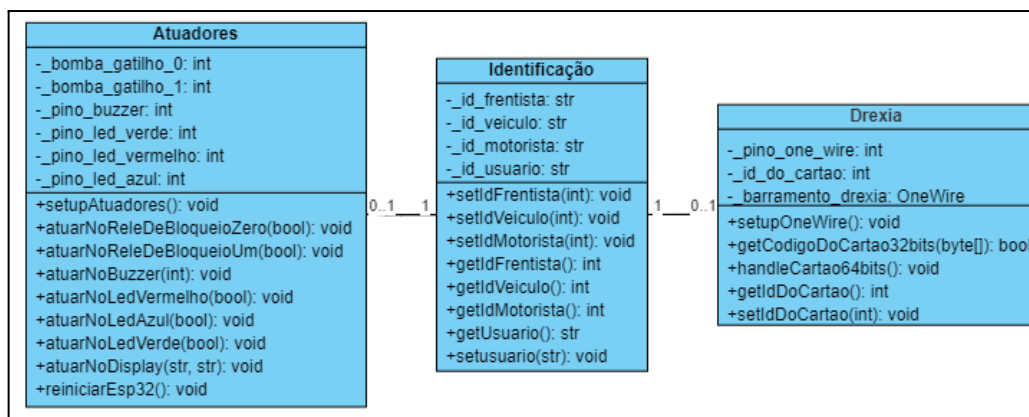 Atuadores
-_bomba_gatilho_0: int
-_bomba_gatilho_1: int
-_pino_buzzer: int
-_pino_led_verde: int
-_pino_led_vermelho: int
-_pino_led_azul: int
+setupAtuadores(): void
+atuarNoReleDeBloqueioZero(bool): void
+atuarNoReleDeBloqueioUm(bool): void
+atuarNoBuzzer(int): void
+atuarNoLedVermelho(bool): void
+atuarNoLedAzul(bool): void
+atuarNoLedVerde(bool): void
+atuarNoDisplay(str, str): void
+reiniciarEsp32(): void
0..1
1
Identificação
-_id_frentista: str
-_id_veiculo: str
-_id_motorista: str
-_id_usuario: str
+setIdFrentista(int): void
+setIdVeiculo(int): void
+setIdMotorista(int): void
+getIdFrentista(): int
+getIdVeiculo(): int
+getIdMotorista(): int
+getUsuario(): str
+setusuario(str): void
1
0..1
Drexia
-_pino_one_wire: int
-_id_do_cartao: int
-_barramento_drexia: OneWire
+setupOneWire(): void
+getCodigoDoCartao32bits(byte[]): bool
+handleCartao64bits(): void
+getIdDoCartao(): int
+setIdDoCartao(int): void